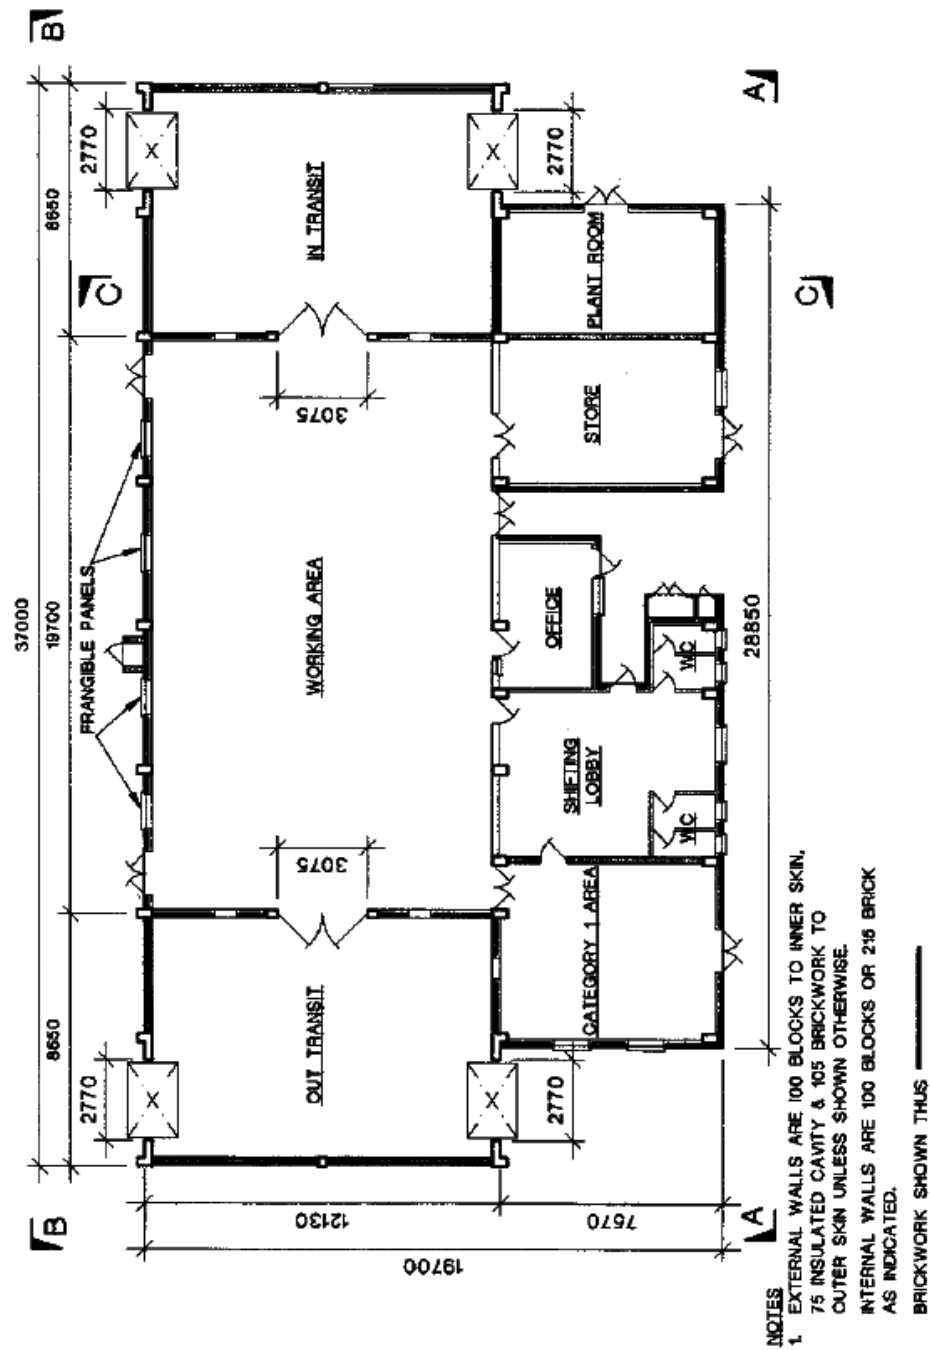 B
B
37000
8650
19700
8650
FRANGIBLE PANELS
2770
2770
C
OUT TRANSIT
3075
WORKING AREA
3075
IN TRANSIT
12130
19700
7570
2770
2770
CATEGORY 1 AREA
SHIFTING
LOBBY
OFFICE
STORE
PLANT ROOM
WC
WC
A
28850
A
C
NOTES
1. EXTERNAL WALLS ARE 100 BLOCKS TO INNER SKIN,
75 INSULATED CAVITY & 105 BRICKWORK TO
OUTER SKIN UNLESS SHOWN OTHERWISE.
INTERNAL WALLS ARE 100 BLOCKS OR 215 BRICK
AS INDICATED.
BRICKWORK SHOWN THUS